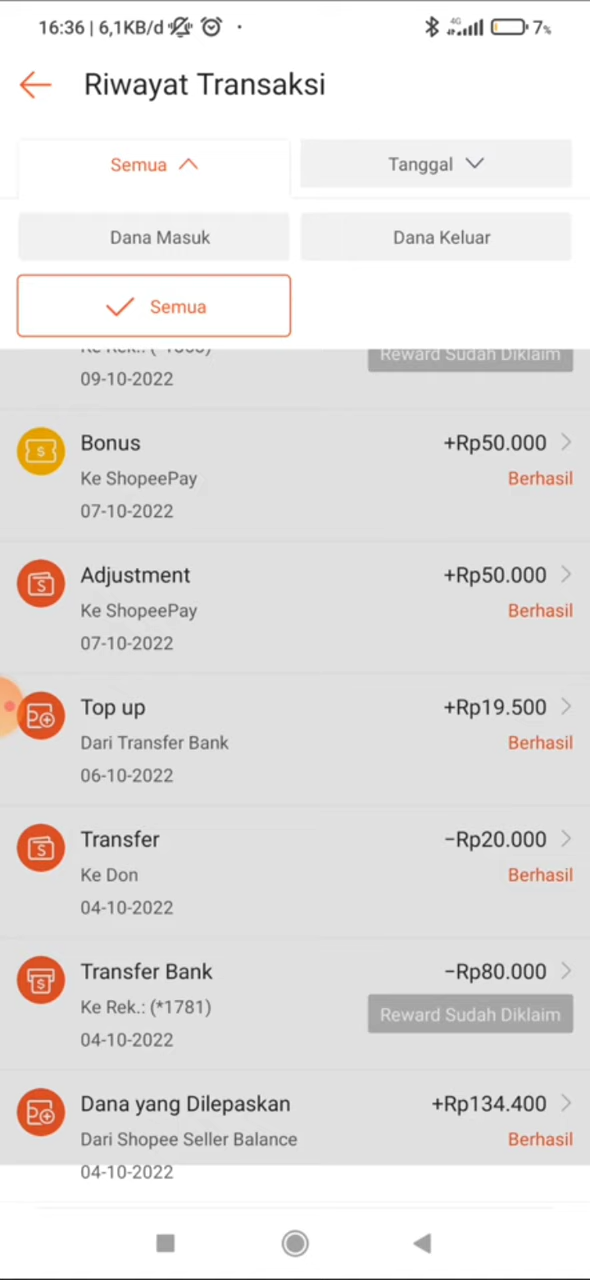 16:36 | 6,1KB/d
4G
7%
Riwayat Transaksi
Semua
Tanggal
Dana Masuk
Dana Keluar
Semua
Reward Sudah Diklaim
09-10-2022
Bonus
+Rp50.000
Ke ShopeePay
Berhasil
07-10-2022
Adjustment
+Rp50.000
Ke ShopeePay
Berhasil
07-10-2022
Top up
+Rp19.500
Dari Transfer Bank
Berhasil
06-10-2022
Transfer
−Rp20.000
Ke Don
Berhasil
04-10-2022
Transfer Bank
−Rp80.000
Ke Rek.: (*1781)
Reward Sudah Diklaim
04-10-2022
Dana yang Dilepaskan
+Rp134.400
Dari Shopee Seller Balance
Berhasil
04-10-2022